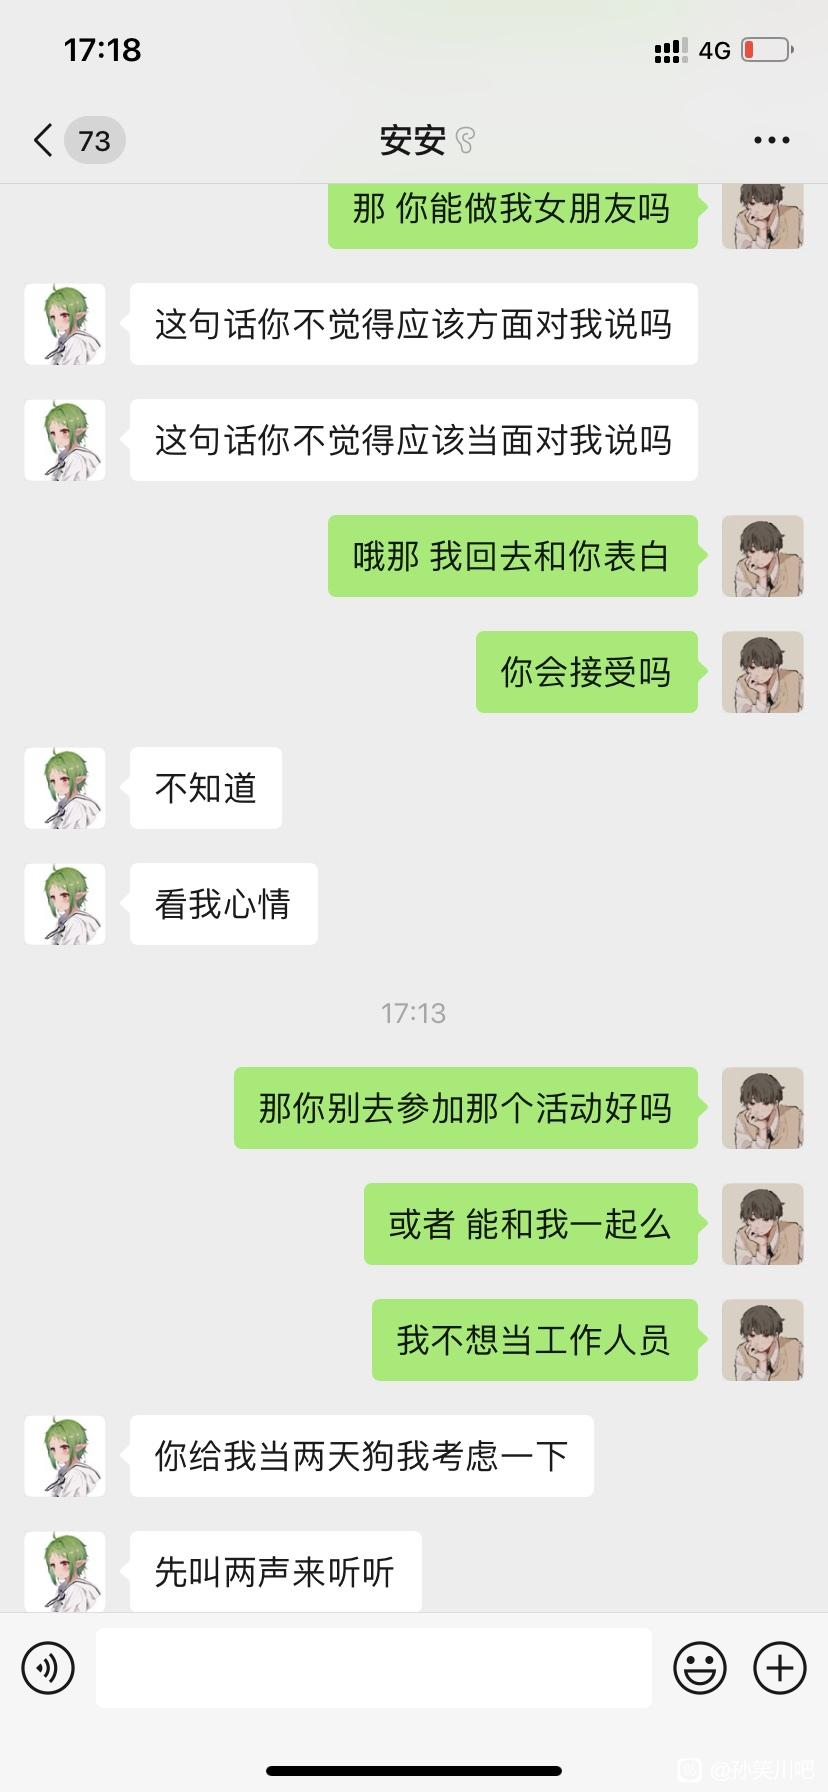 17:18
4G
73
安安
那 你能做我女朋友吗
这句话你不觉得应该方面对我说吗
这句话你不觉得应该当面对我说吗
哦那 我回去和你表白
你会接受吗
不知道
看我心情
17:13
那你别去参加那个活动好吗
或者 能和我一起么
我不想当工作人员
你给我当两天狗我考虑一下
先叫两声来听听
@孙笑川吧